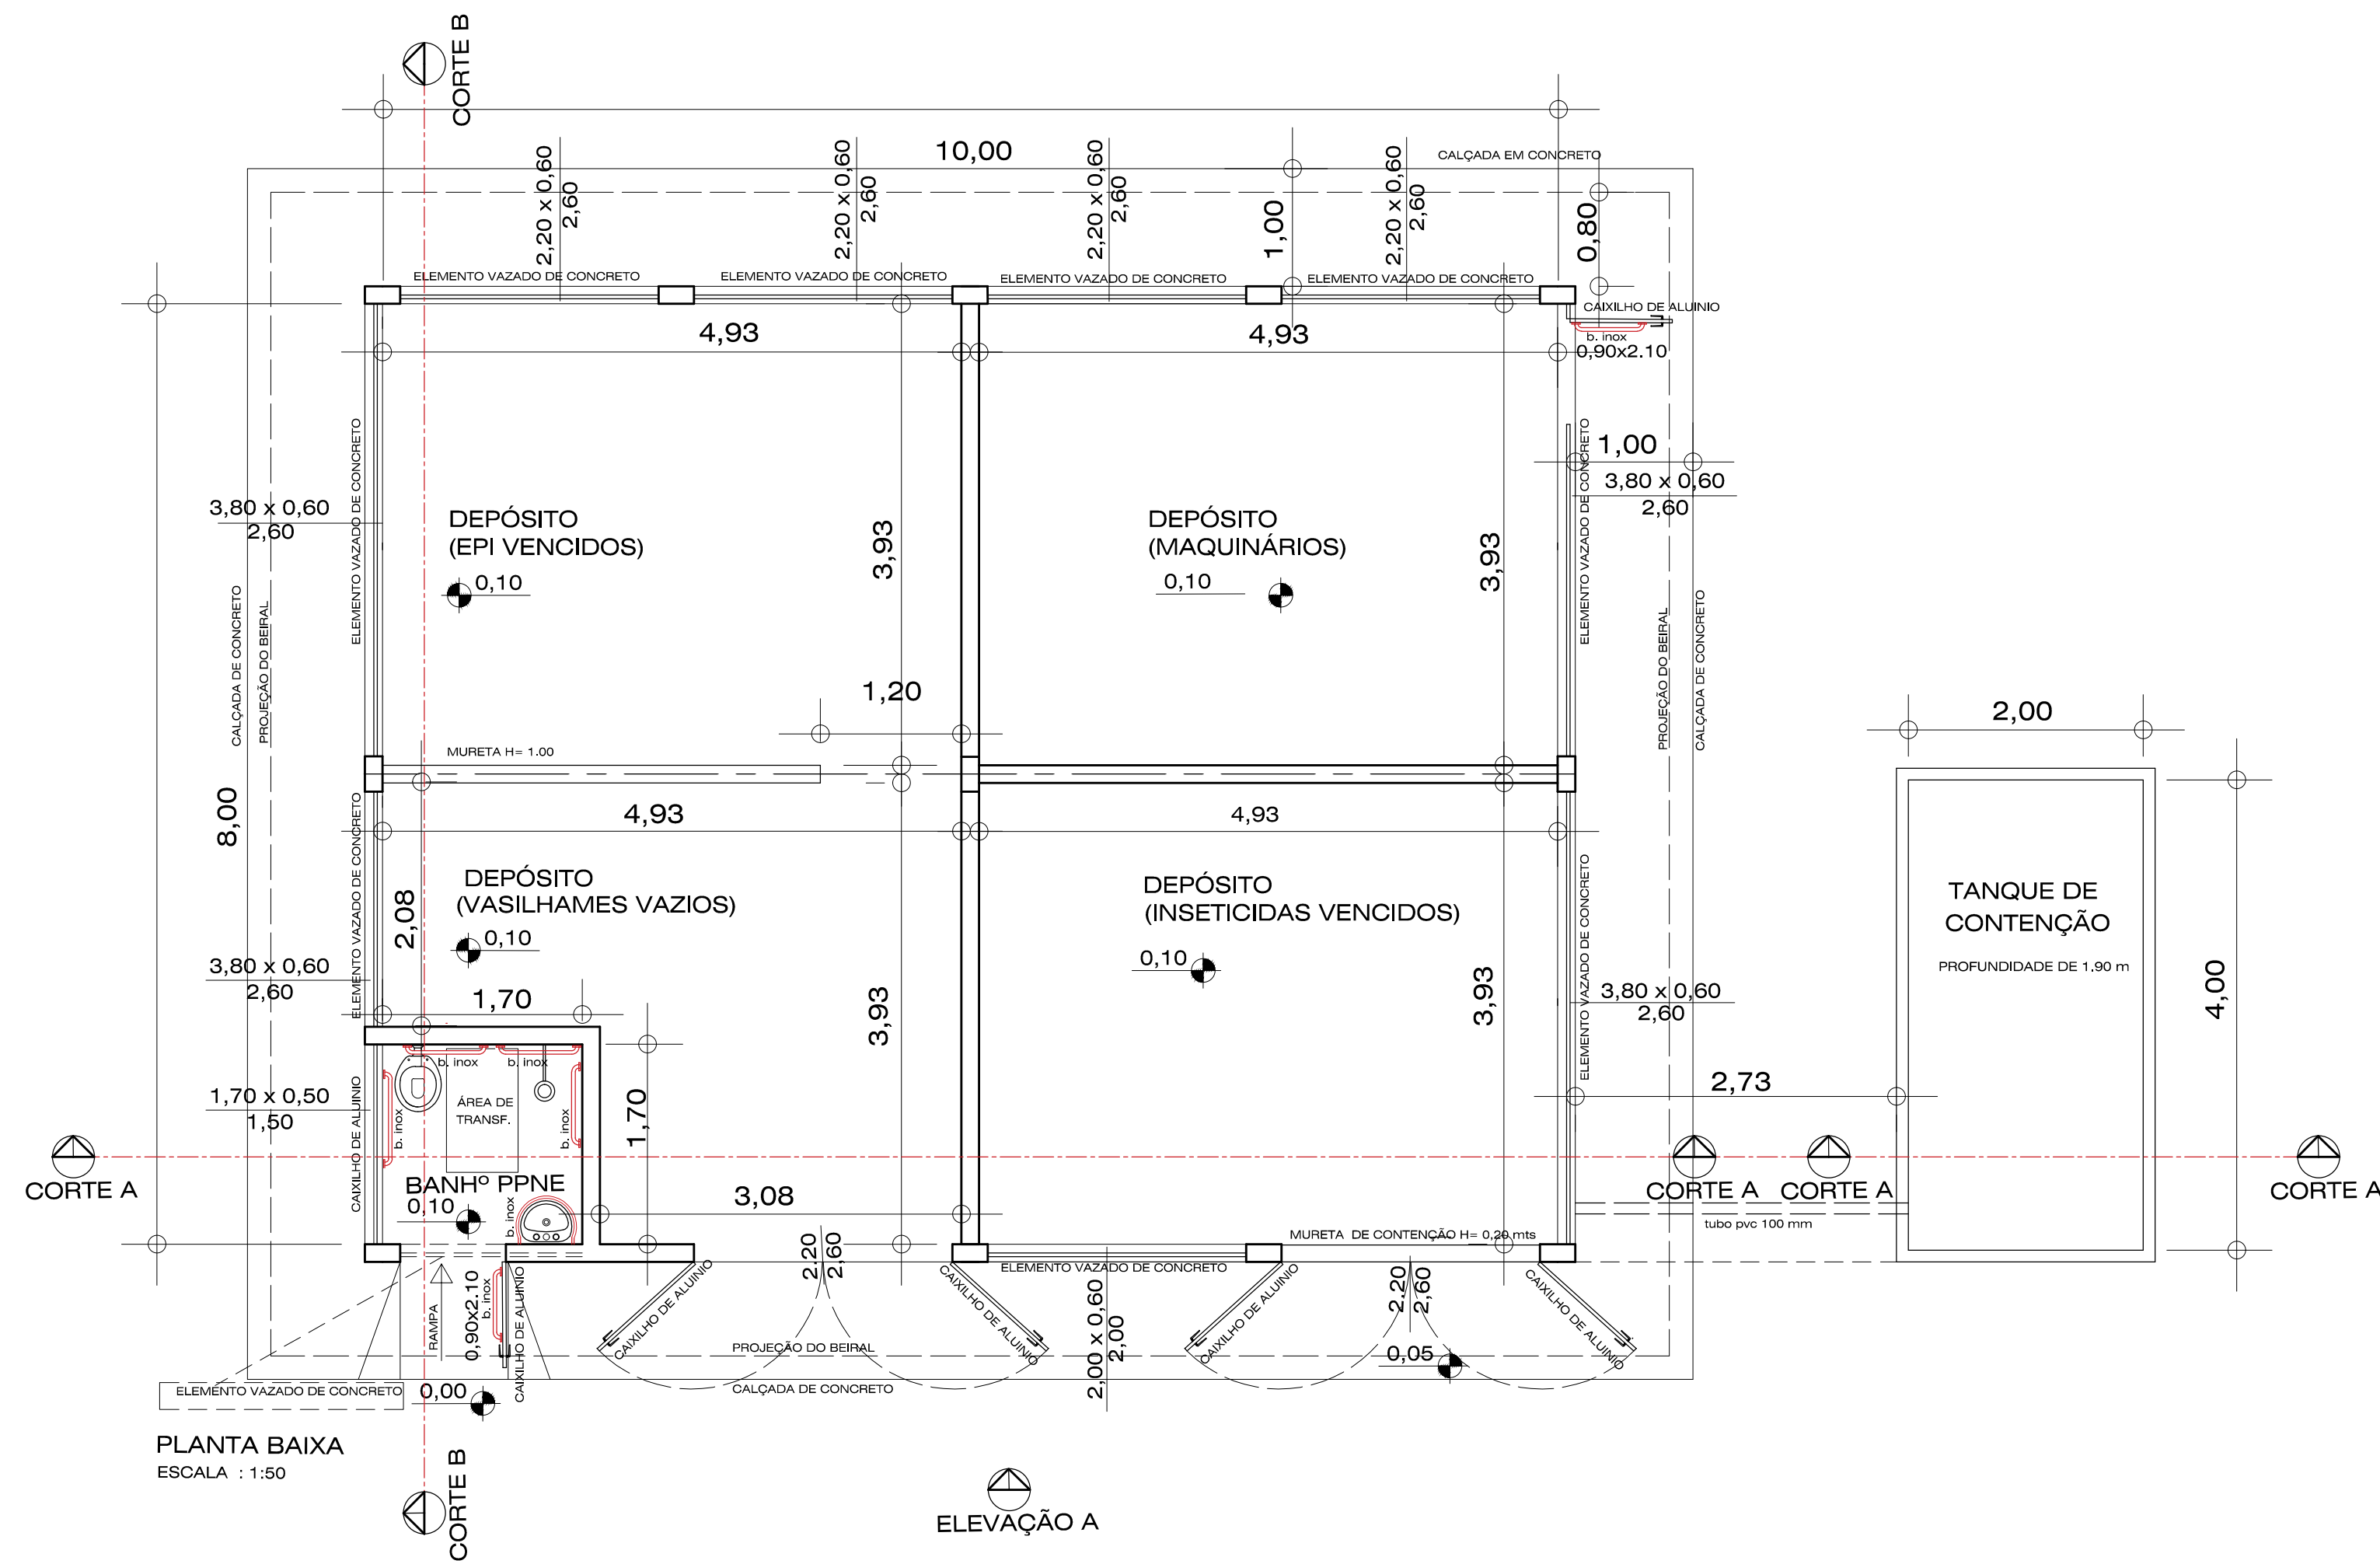 CORTE B
10,00
CALÇADA EM CONCRETO
2,20 x 0,60
2,60
2,20 x 0,60
2,60
2,20 x 0,60
2,60
1,00
2,20 x 0,60
2,60
0,80
ELEMENTO VAZADO DE CONCRETO
ELEMENTO VAZADO DE CONCRETO
ELEMENTO VAZADO DE CONCRETO
ELEMENTO VAZADO DE CONCRETO
CAIXILHO DE ALUINIO
b. inox
0,90x2.10
4,93
4,93
1,00
3,80 x 0,60
2,60
3,80 x 0,60
2,60
ELEMENTO VAZADO DE CONCRETO
ELEMENTO VAZADO DE CONCRETO
DEPÓSITO
(EPI VENCIDOS)
0,10
3,93
DEPÓSITO
(MAQUINÁRIOS)
0,10
3,93
CALÇADA DE CONCRETO
PROJEÇÃO DO BEIRAL
PROJEÇÃO DO BEIRAL
CALÇADA DE CONCRETO
1,20
MURETA H= 1.00
2,00
8,00
4,93
4,93
ELEMENTO VAZADO DE CONCRETO
ELEMENTO VAZADO DE CONCRETO
DEPÓSITO
(VASILHAMES VAZIOS)
0,10
2,08
DEPÓSITO
(INSETICIDAS VENCIDOS)
0,10
TANQUE DE
CONTENÇÃO
PROFUNDIDADE DE 1,90 m
4,00
3,80 x 0,60
2,60
1,70
3,93
3,93
3,80 x 0,60
2,60
2,73
1,70 x 0,50
1,50
CAIXILHO DE ALUINIO
b. inox
b. inox
b. inox
b. inox
ÁREA DE
TRANSF.
1,70
BANHº PPNE
0,10
b. inox
3,08
CORTE A
CORTE A
CORTE A
CORTE A
tubo pvc 100 mm
MURETA DE CONTENÇÃO H= 0,20 mts
ELEMENTO VAZADO DE CONCRETO
RAMPA
0,90x2.10
b. inox
CAIXILHO DE ALUINIO
CAIXILHO DE ALUINIO
2.20
2,60
CAIXILHO DE ALUINIO
2,00 x 0,60
2,00
CAIXILHO DE ALUINIO
2.20
2,60
CAIXILHO DE ALUINIO
PROJEÇÃO DO BEIRAL
0,05
CALÇADA DE CONCRETO
ELEMENTO VAZADO DE CONCRETO
0,00
PLANTA BAIXA
ESCALA : 1:50
CORTE B
ELEVAÇÃO A